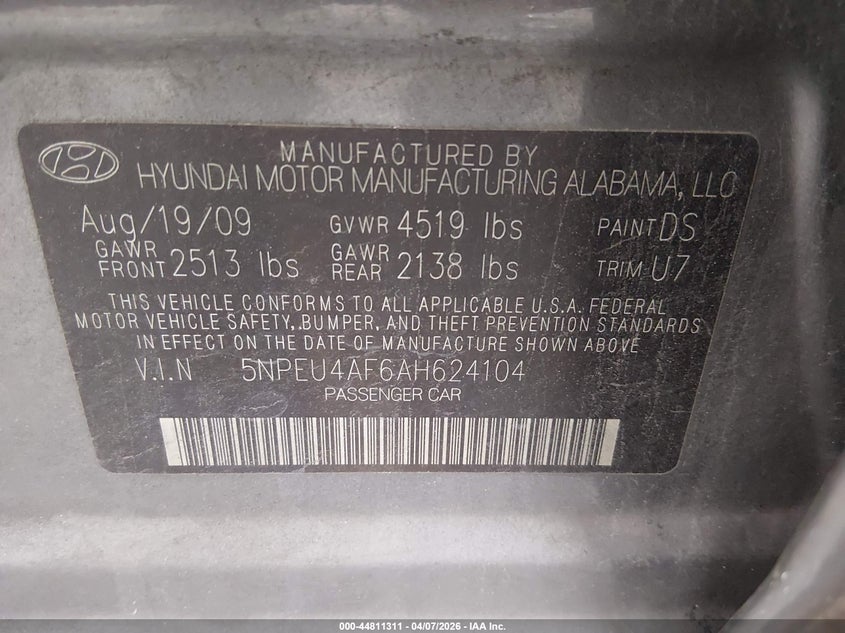 MANUFACTURED BY
HYUNDAI MOTOR MANUFACTURING ALABAMA, LLC
Aug/19/09 GVWR 4519 lbs PAINT DS
GAWR FRONT 2513 lbs GAWR REAR 2138 lbs TRIM U7
THIS VEHICLE CONFORMS TO ALL APPLICABLE U.S.A. FEDERAL
MOTOR VEHICLE SAFETY, BUMPER, AND THEFT PREVENTION STANDARDS
IN EFFECT ON THE DATE OF MANUFACTURE SHOWN ABOVE
V.I.N 5NPEU4AF6AH624104
PASSENGER CAR
000-44811311 - 04/07/2026 - IAA Inc.